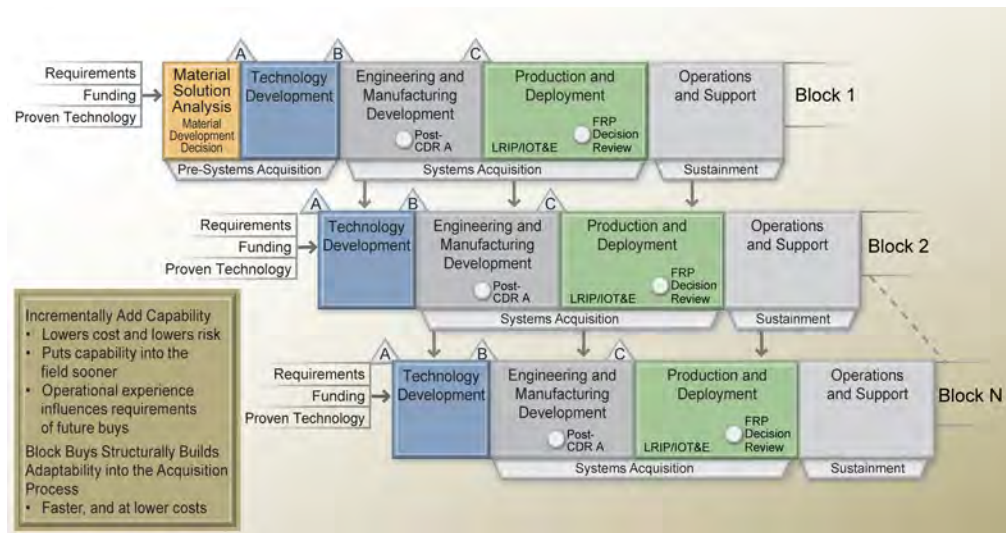 A
B
C
Requirements
Funding
Proven Technology
Material
Solution
Analysis
Material
Development
Decision
Technology
Development
Engineering and
Manufacturing
Development
Post-
CDR A
Production and
Deployment
LRIP/IOT&E
FRP
Decision
Review
Operations
and Support
Block 1
Pre-Systems Acquisition
Systems Acquisition
Sustainment
A
B
C
Requirements
Funding
Proven Technology
Technology
Development
Engineering and
Manufacturing
Development
Post-
CDR A
Production and
Deployment
LRIP/IOT&E
FRP
Decision
Review
Operations
and Support
Block 2
Systems Acquisition
Sustainment
A
B
C
Requirements
Funding
Proven Technology
Technology
Development
Engineering and
Manufacturing
Development
Post-
CDR A
Production and
Deployment
LRIP/IOT&E
FRP
Decision
Review
Operations
and Support
Block N
Systems Acquisition
Sustainment
Incrementally Add Capability
• Lowers cost and lowers risk
• Puts capability into the
field sooner
• Operational experience
influences requirements
of future buys
Block Buys Structurally Builds
Adaptability into the Acquisition
Process
• Faster, and at lower costs